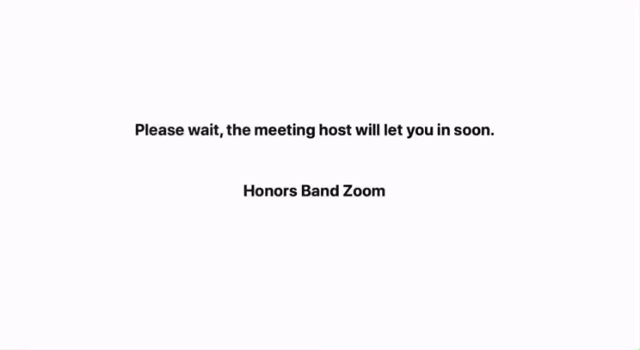 Please wait, the meeting host will let you in soon.
Honors Band Zoom